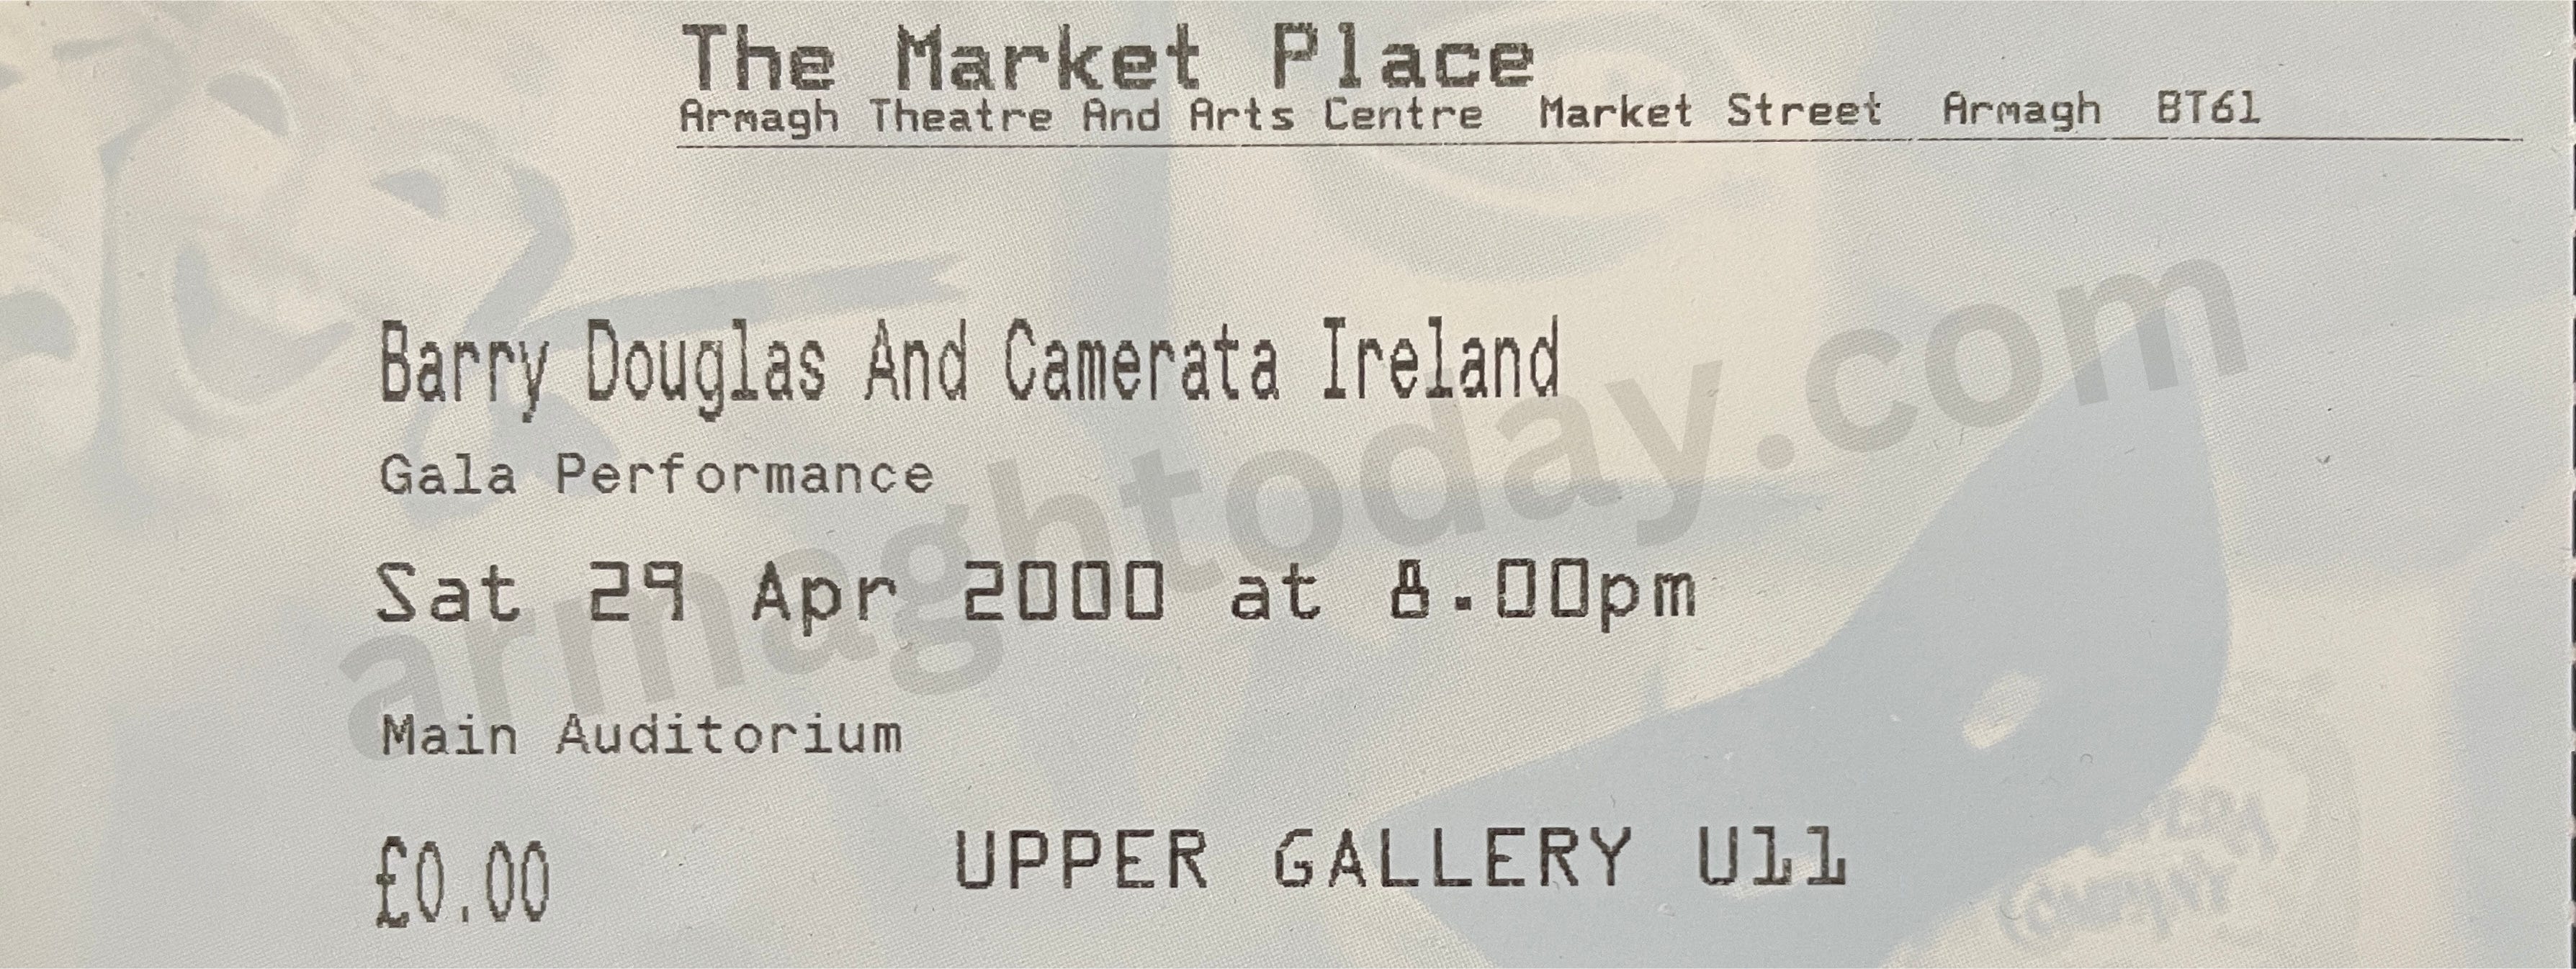 The Market Place
Armagh Theatre And Arts Centre Market Street Armagh BT61
Barry Douglas And Camerata Ireland
Gala Performance
Sat 29 Apr 2000 at 8.00pm
Main Auditorium
£0.00 UPPER GALLERY U11
armaghtoday.com